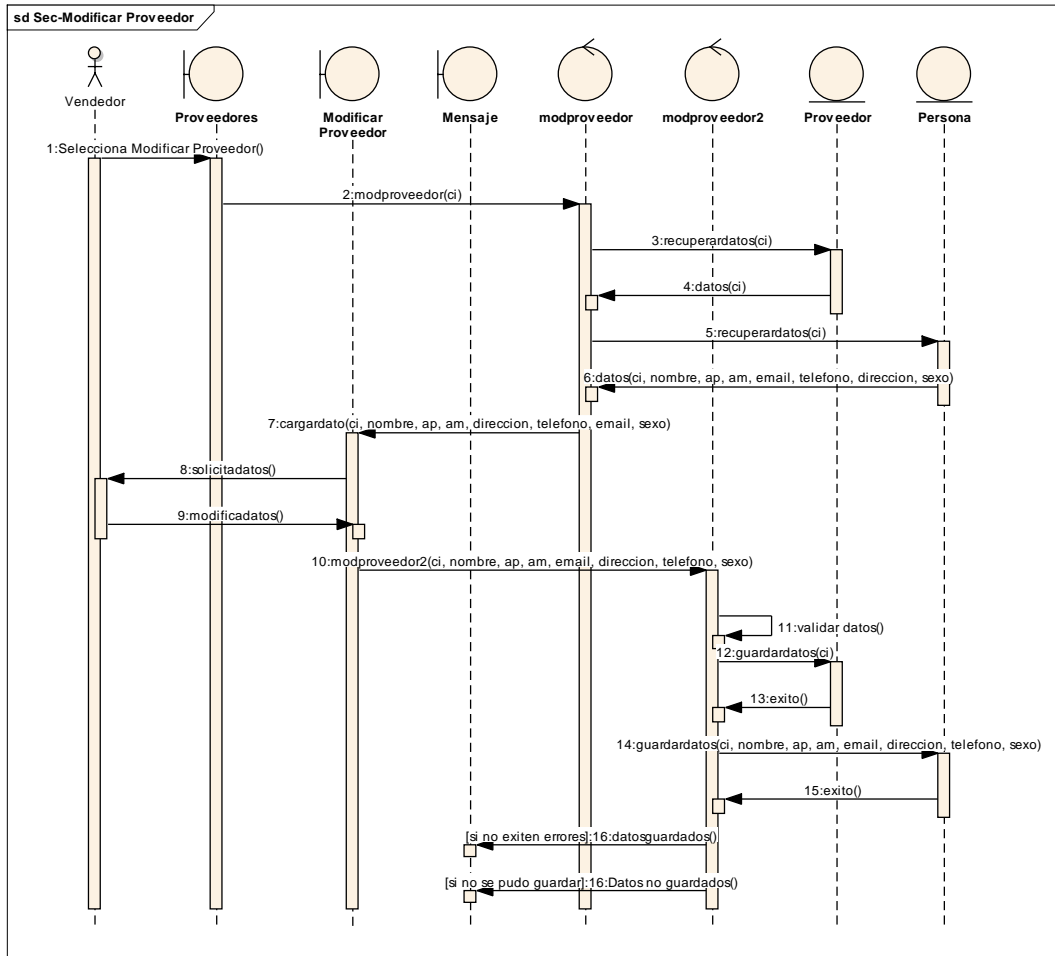 sd Sec-Modificar Proveedor
Vendedor
Proveedores
Modificar
Proveedor
Mensaje
modproveedor
modproveedor2
Proveedor
Persona
1:Selecciona Modificar Proveedor()
2:modproveedor(ci)
3:recuperardatos(ci)
4:datos(ci)
5:recuperardatos(ci)
6:datos(ci, nombre, ap, am, email, telefono, direccion, sexo)
7:cargardato(ci, nombre, ap, am, direccion, telefono, email, sexo)
8:solicitadatos()
9:modificadatos()
10:modproveedor2(ci, nombre, ap, am, email, direccion, telefono, sexo)
11:validar datos()
12:guardardatos(ci)
13:exito()
14:guardardatos(ci, nombre, ap, am, email, direccion, telefono, sexo)
15:exito()
[si no exiten errores]:16:datosguardados()
[si no se pudo guardar]:16:Datos no guardados()